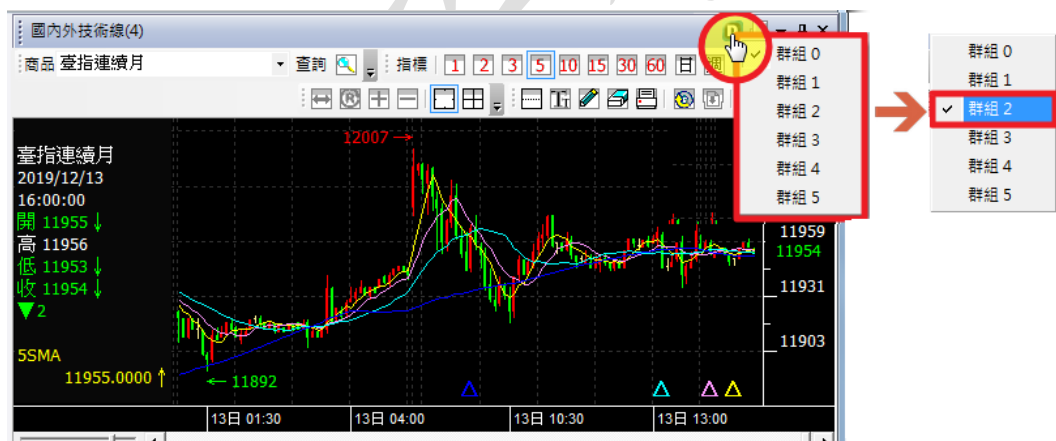 國內外技術線(4)
商品 臺指連續月 查詢 指標 1 2 3 5 10 15 30 60 日 週
群組 0
群組 1
群組 2
群組 3
群組 4
群組 5
群組 0
群組 1
群組 2
群組 3
群組 4
群組 5
臺指連續月
2019/12/13
16:00:00
開 11955↓
高 11956
低 11953↓
收 11954↓
▼2
5SMA
11955.0000↑
12007→
←11892
11959
11954
11931
11903
13日 01:30 13日 04:00 13日 10:30 13日 13:00